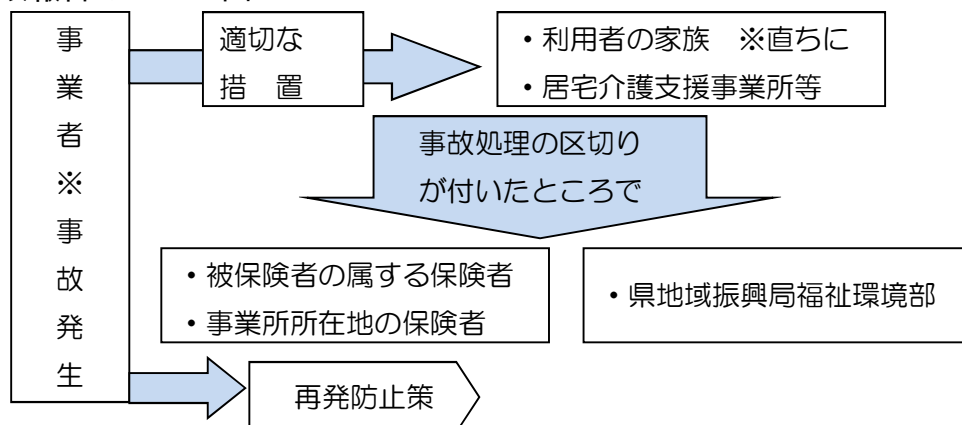 事業者※事故発生
適切な
措　置
・利用者の家族　※直ちに
・居宅介護支援事業所等
事故処理の区切り
が付いたところで
・被保険者の属する保険者
・事業所所在地の保険者
・県地域振興局福祉環境部
再発防止策